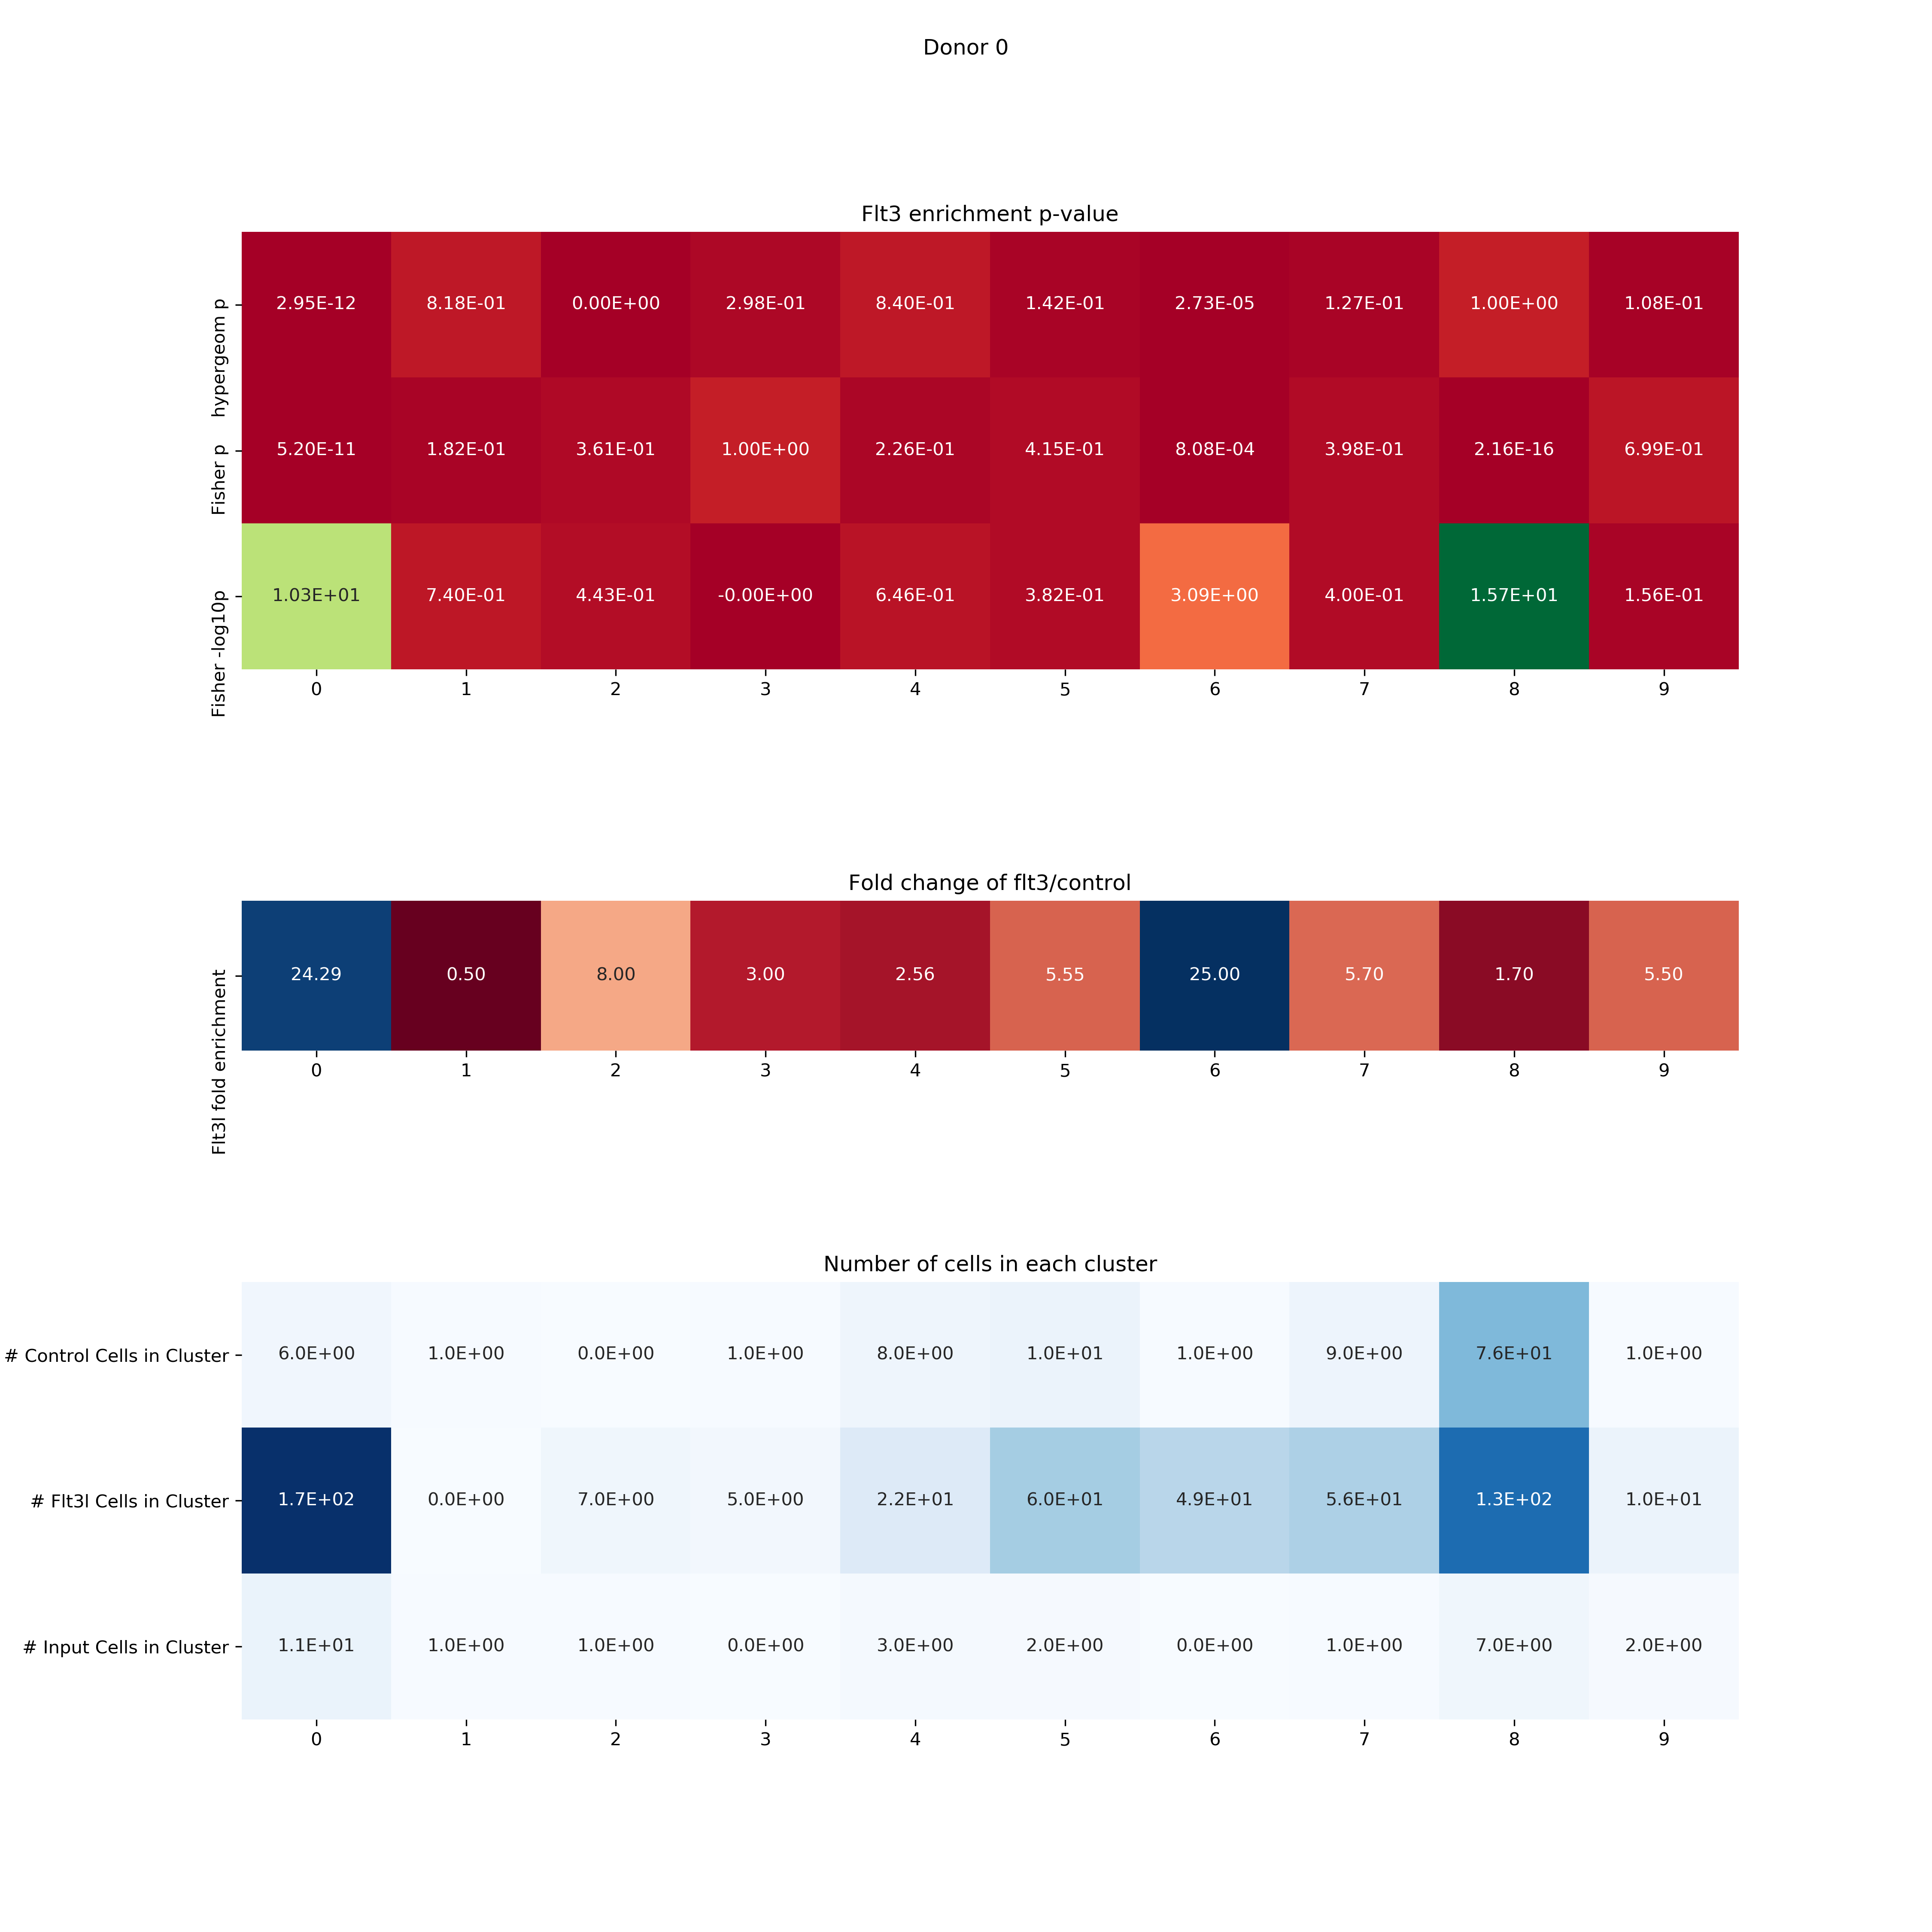 Donor 0
Flt3 enrichment p-value
hypergeom p
2.95E-12 8.18E-01 0.00E+00 2.98E-01 8.40E-01 1.42E-01 2.73E-05 1.27E-01 1.00E+00 1.08E-01
Fisher p
5.20E-11 1.82E-01 3.61E-01 1.00E+00 2.26E-01 4.15E-01 8.08E-04 3.98E-01 2.16E-16 6.99E-01
Fisher -log10p
1.03E+01 7.40E-01 4.43E-01 -0.00E+00 6.46E-01 3.82E-01 3.09E+00 4.00E-01 1.57E+01 1.56E-01
0 1 2 3 4 5 6 7 8 9
Fold change of flt3/control
Flt3l fold enrichment
24.29 0.50 8.00 3.00 2.56 5.55 25.00 5.70 1.70 5.50
0 1 2 3 4 5 6 7 8 9
Number of cells in each cluster
# Control Cells in Cluster 6.0E+00 1.0E+00 0.0E+00 1.0E+00 8.0E+00 1.0E+01 1.0E+00 9.0E+00 7.6E+01 1.0E+00
# Flt3l Cells in Cluster 1.7E+02 0.0E+00 7.0E+00 5.0E+00 2.2E+01 6.0E+01 4.9E+01 5.6E+01 1.3E+02 1.0E+01
# Input Cells in Cluster 1.1E+01 1.0E+00 1.0E+00 0.0E+00 3.0E+00 2.0E+00 0.0E+00 1.0E+00 7.0E+00 2.0E+00
0 1 2 3 4 5 6 7 8 9